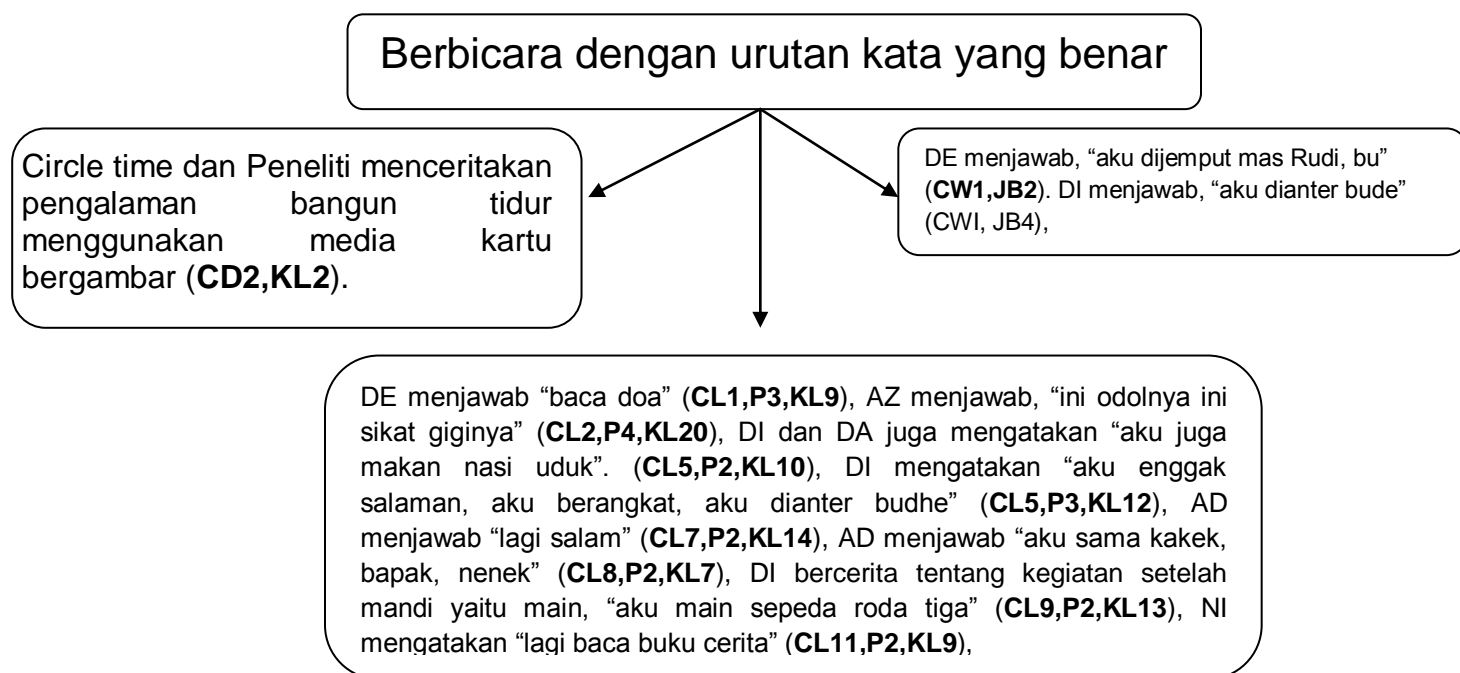 Berbicara dengan urutan kata yang benar
Circle time dan Peneliti menceritakan
pengalaman bangun tidur
menggunakan media kartu
bergambar (CD2,KL2).
DE menjawab, “aku dijemput mas Rudi, bu”
(CW1,JB2). DI menjawab, “aku dianter bude”
(CWI, JB4),
DE menjawab “baca doa” (CL1,P3,KL9), AZ menjawab, “ini odolnya ini
sikat giginya” (CL2,P4,KL20), DI dan DA juga mengatakan “aku juga
makan nasi uduk”. (CL5,P2,KL10), DI mengatakan “aku enggak
salaman, aku berangkat, aku dianter budhe” (CL5,P3,KL12), AD
menjawab “lagi salam” (CL7,P2,KL14), AD menjawab “aku sama kakek,
bapak, nenek” (CL8,P2,KL7), DI bercerita tentang kegiatan setelah
mandi yaitu main, “aku main sepeda roda tiga” (CL9,P2,KL13), NI
mengatakan “lagi baca buku cerita” (CL11,P2,KL9),